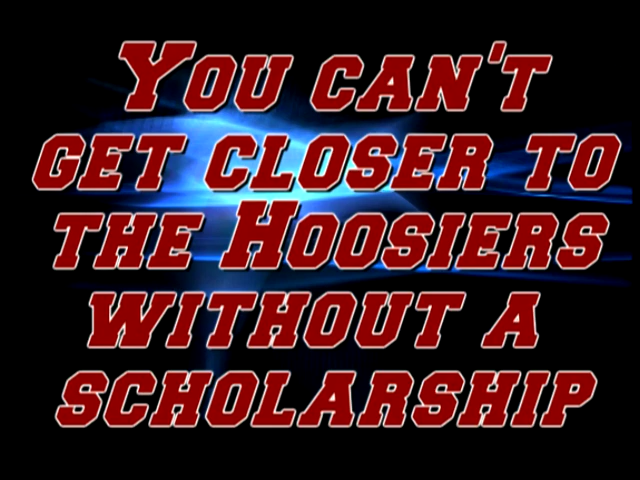 You can't
get closer to
the Hoosiers
without a
scholarship